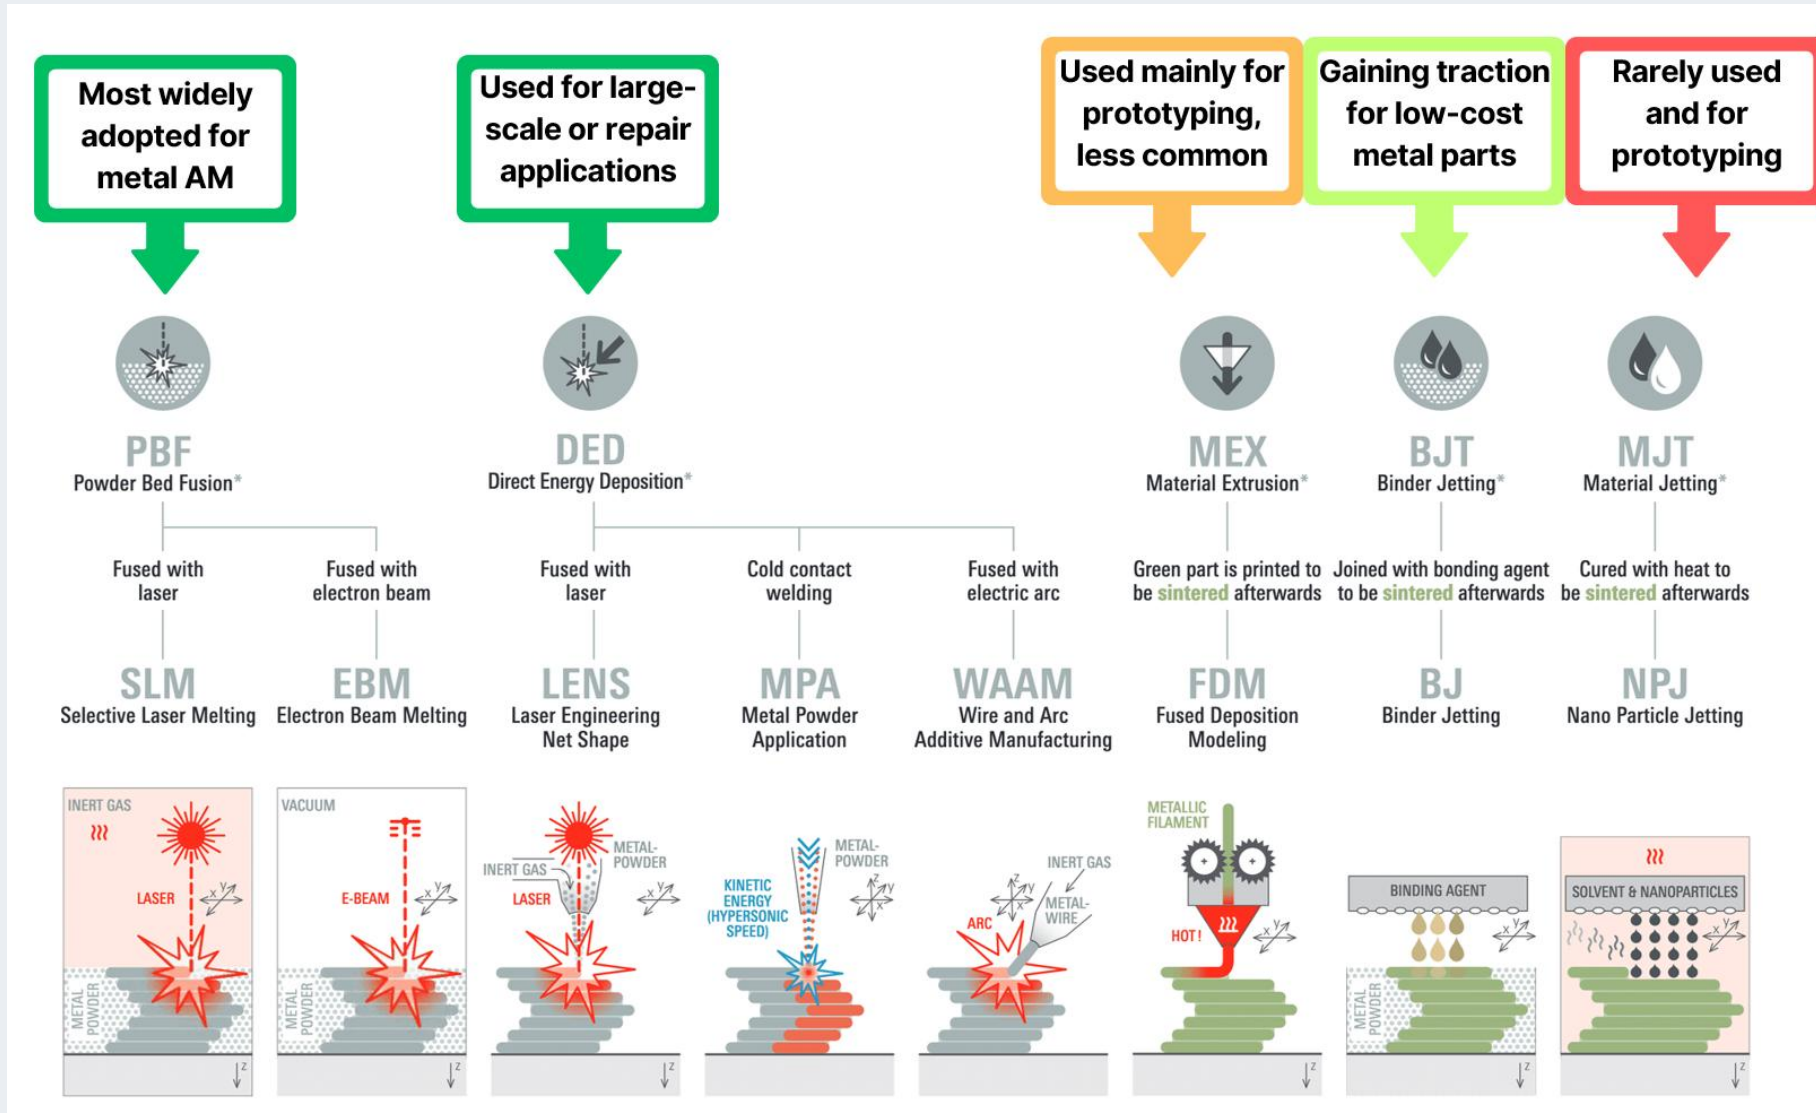 Most widely
adopted for
metal AM
Used for large-
scale or repair
applications
Used mainly for
prototyping,
less common
Gaining traction
for low-cost
metal parts
Rarely used
and for
prototyping
PBF
Powder Bed Fusion*
DED
Direct Energy Deposition*
MEX
Material Extrusion*
BJT
Binder Jetting*
MJT
Material Jetting*
Fused with
laser
Fused with
electron beam
Fused with
laser
Cold contact
welding
Fused with
electric arc
Green part is printed to
be sintered afterwards
Joined with bonding agent
to be sintered afterwards
Cured with heat to
be sintered afterwards
SLM
Selective Laser Melting
EBM
Electron Beam Melting
LENS
Laser Engineering
Net Shape
MPA
Metal Powder
Application
WAAM
Wire and Arc
Additive Manufacturing
FDM
Fused Deposition
Modeling
BJ
Binder Jetting
NPJ
Nano Particle Jetting
INERT GAS
LASER
x y
METAL
POWDER
z
VACUUM
E-BEAM
x y
METAL
POWDER
z
METAL-
POWDER
INERT GAS
LASER
x y
z
METAL-
POWDER
KINETIC
ENERGY
(HYPERSONIC
SPEED)
z
y
x
INERT GAS
METAL-
WIRE
ARC
z
y
x
METALLIC
FILAMENT
+ +
HOT!
x y
z
BINDING AGENT
x y
METAL
POWDER
z
SOLVENT & NANOPARTICLES
x y
z